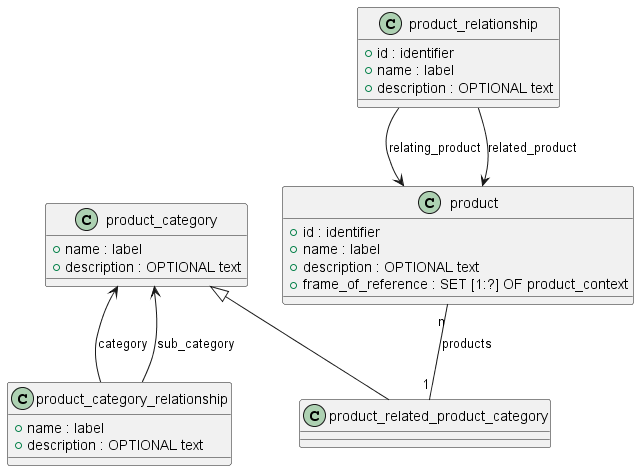 C product_relationship
id : identifier
name : label
description : OPTIONAL text
relating_product
related_product
C product
id : identifier
name : label
description : OPTIONAL text
frame_of_reference : SET [1:?] OF product_context
C product_category
name : label
description : OPTIONAL text
category
sub_category
n
products
1
C product_category_relationship
name : label
description : OPTIONAL text
C product_related_product_category